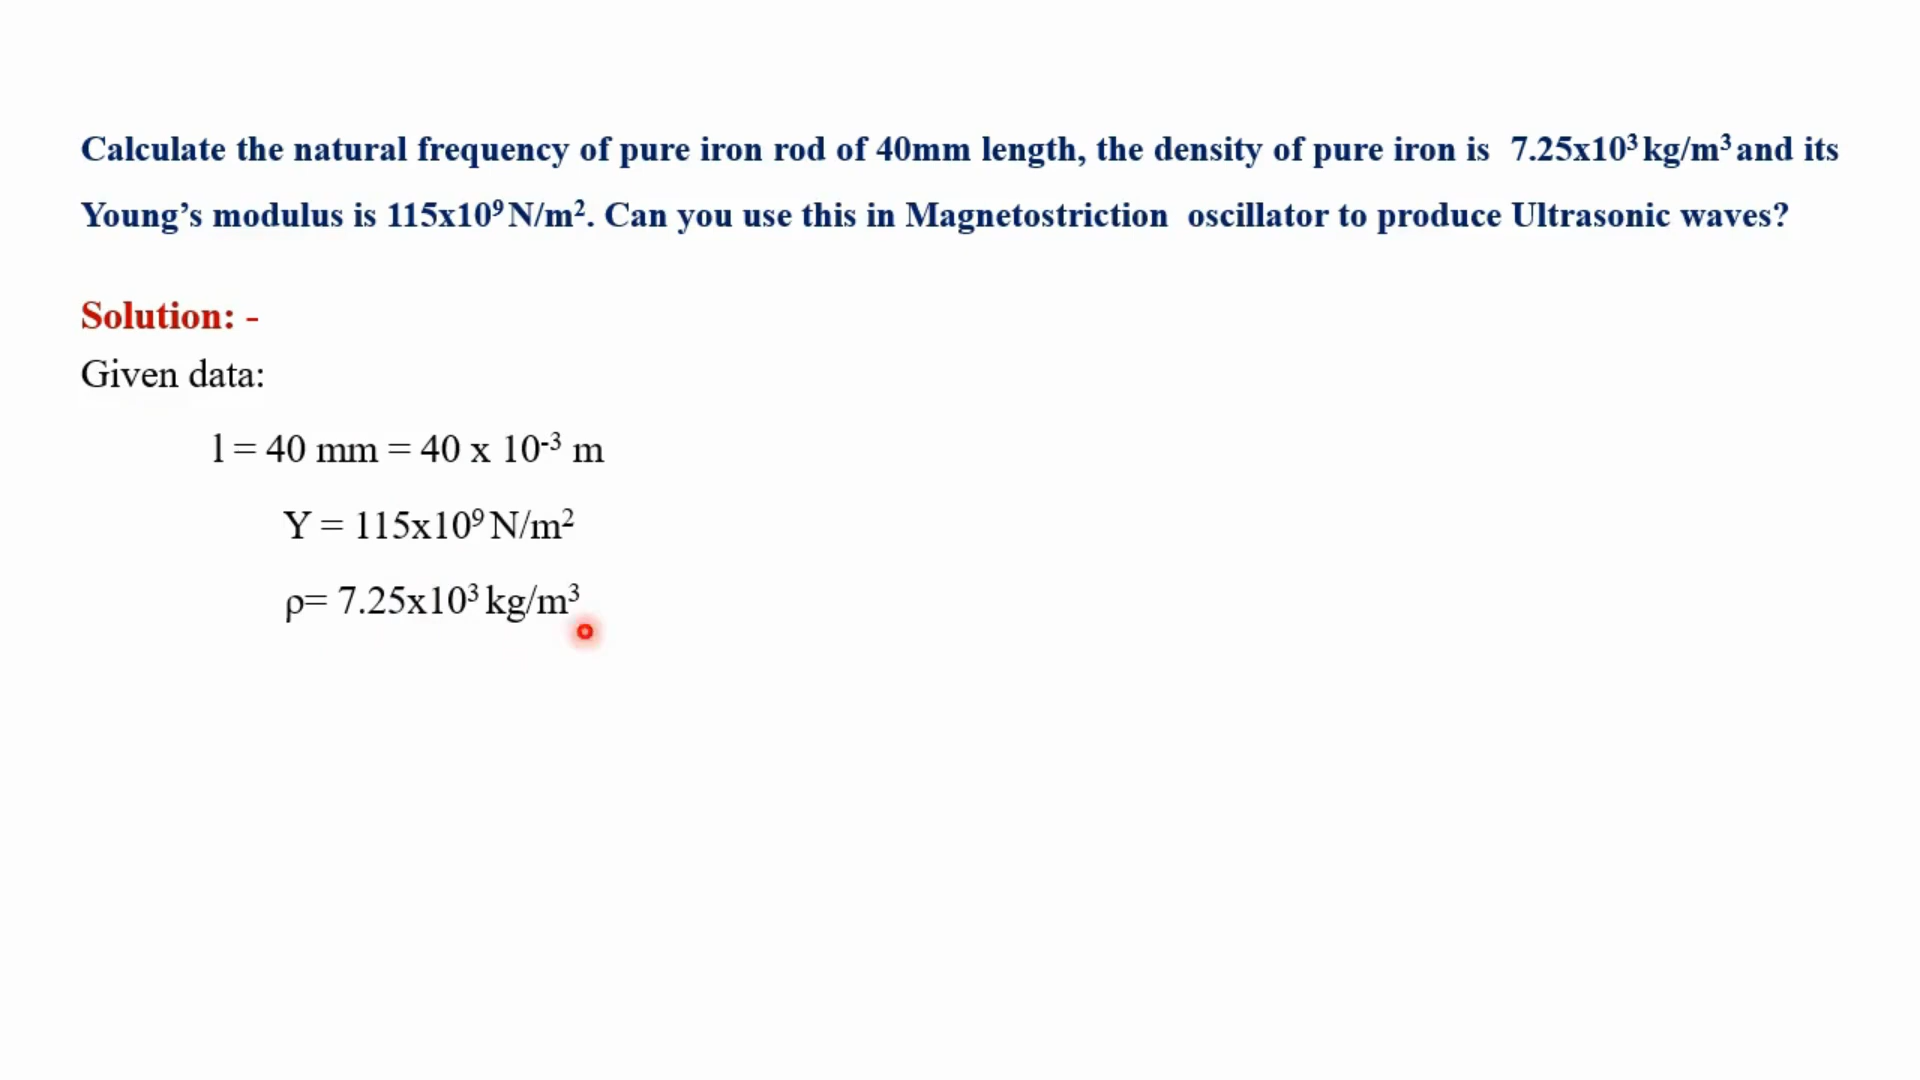 Calculate the natural frequency of pure iron rod of 40mm length, the density of pure iron is 7.25x10³ kg/m³ and its
Young’s modulus is 115x10⁹ N/m². Can you use this in Magnetostriction oscillator to produce Ultrasonic waves?
Solution: -
Given data:
l = 40 mm = 40 x 10⁻³ m
Y = 115x10⁹ N/m²
ρ= 7.25x10³ kg/m³